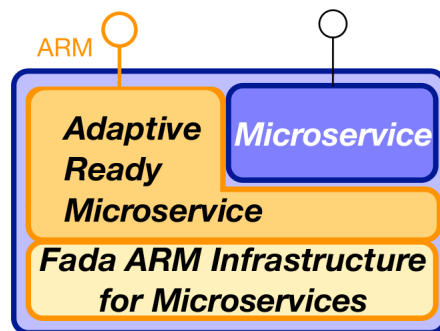 ARM
Adaptive
Ready
Microservice
Microservice
Fada ARM Infrastructure
for Microservices